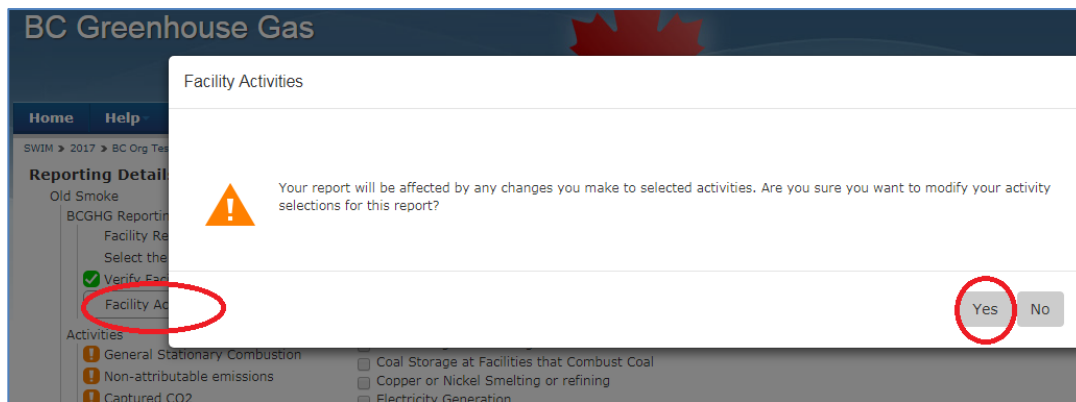 BC Greenhouse Gas
Facility Activities
Home Help
SWIM > 2017 > BC Org Tes
Reporting Detail
Old Smoke
BCGHG Reportin
Facility Re
Select the
Verify Fac
Facility Ac
Your report will be affected by any changes you make to selected activities. Are you sure you want to modify your activity
selections for this report?
Yes No
Activities
General Stationary Combustion
Non-attributable emissions
Captured CO2
Coal Storage at Facilities that Combust Coal
Copper or Nickel Smelting or refining
Electricity Generation